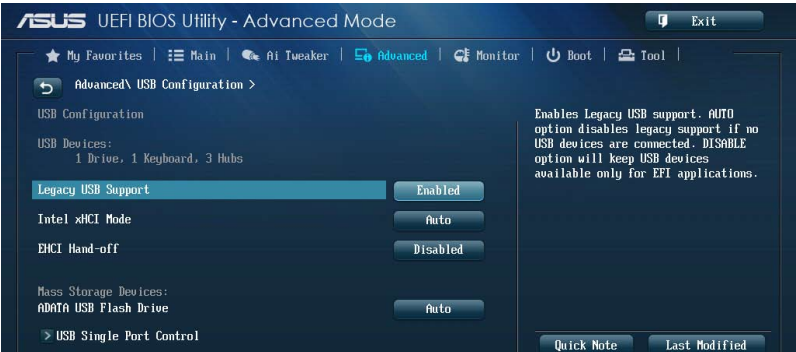 ASUS UEFI BIOS Utility - Advanced Mode
Exit
My Favorites | Main | Ai Tweaker | Advanced | Monitor | Boot | Tool |
Advanced\ USB Configuration >
USB Configuration
USB Devices:
1 Drive, 1 Keyboard, 3 Hubs
Legacy USB Support Enabled
Intel xHCI Mode Auto
EHCI Hand-off Disabled
Mass Storage Devices:
ADATA USB Flash Drive Auto
> USB Single Port Control
Enables Legacy USB support. AUTO
option disables legacy support if no
USB devices are connected. DISABLE
option will keep USB devices
available only for EFI applications.
Quick Note Last Modified